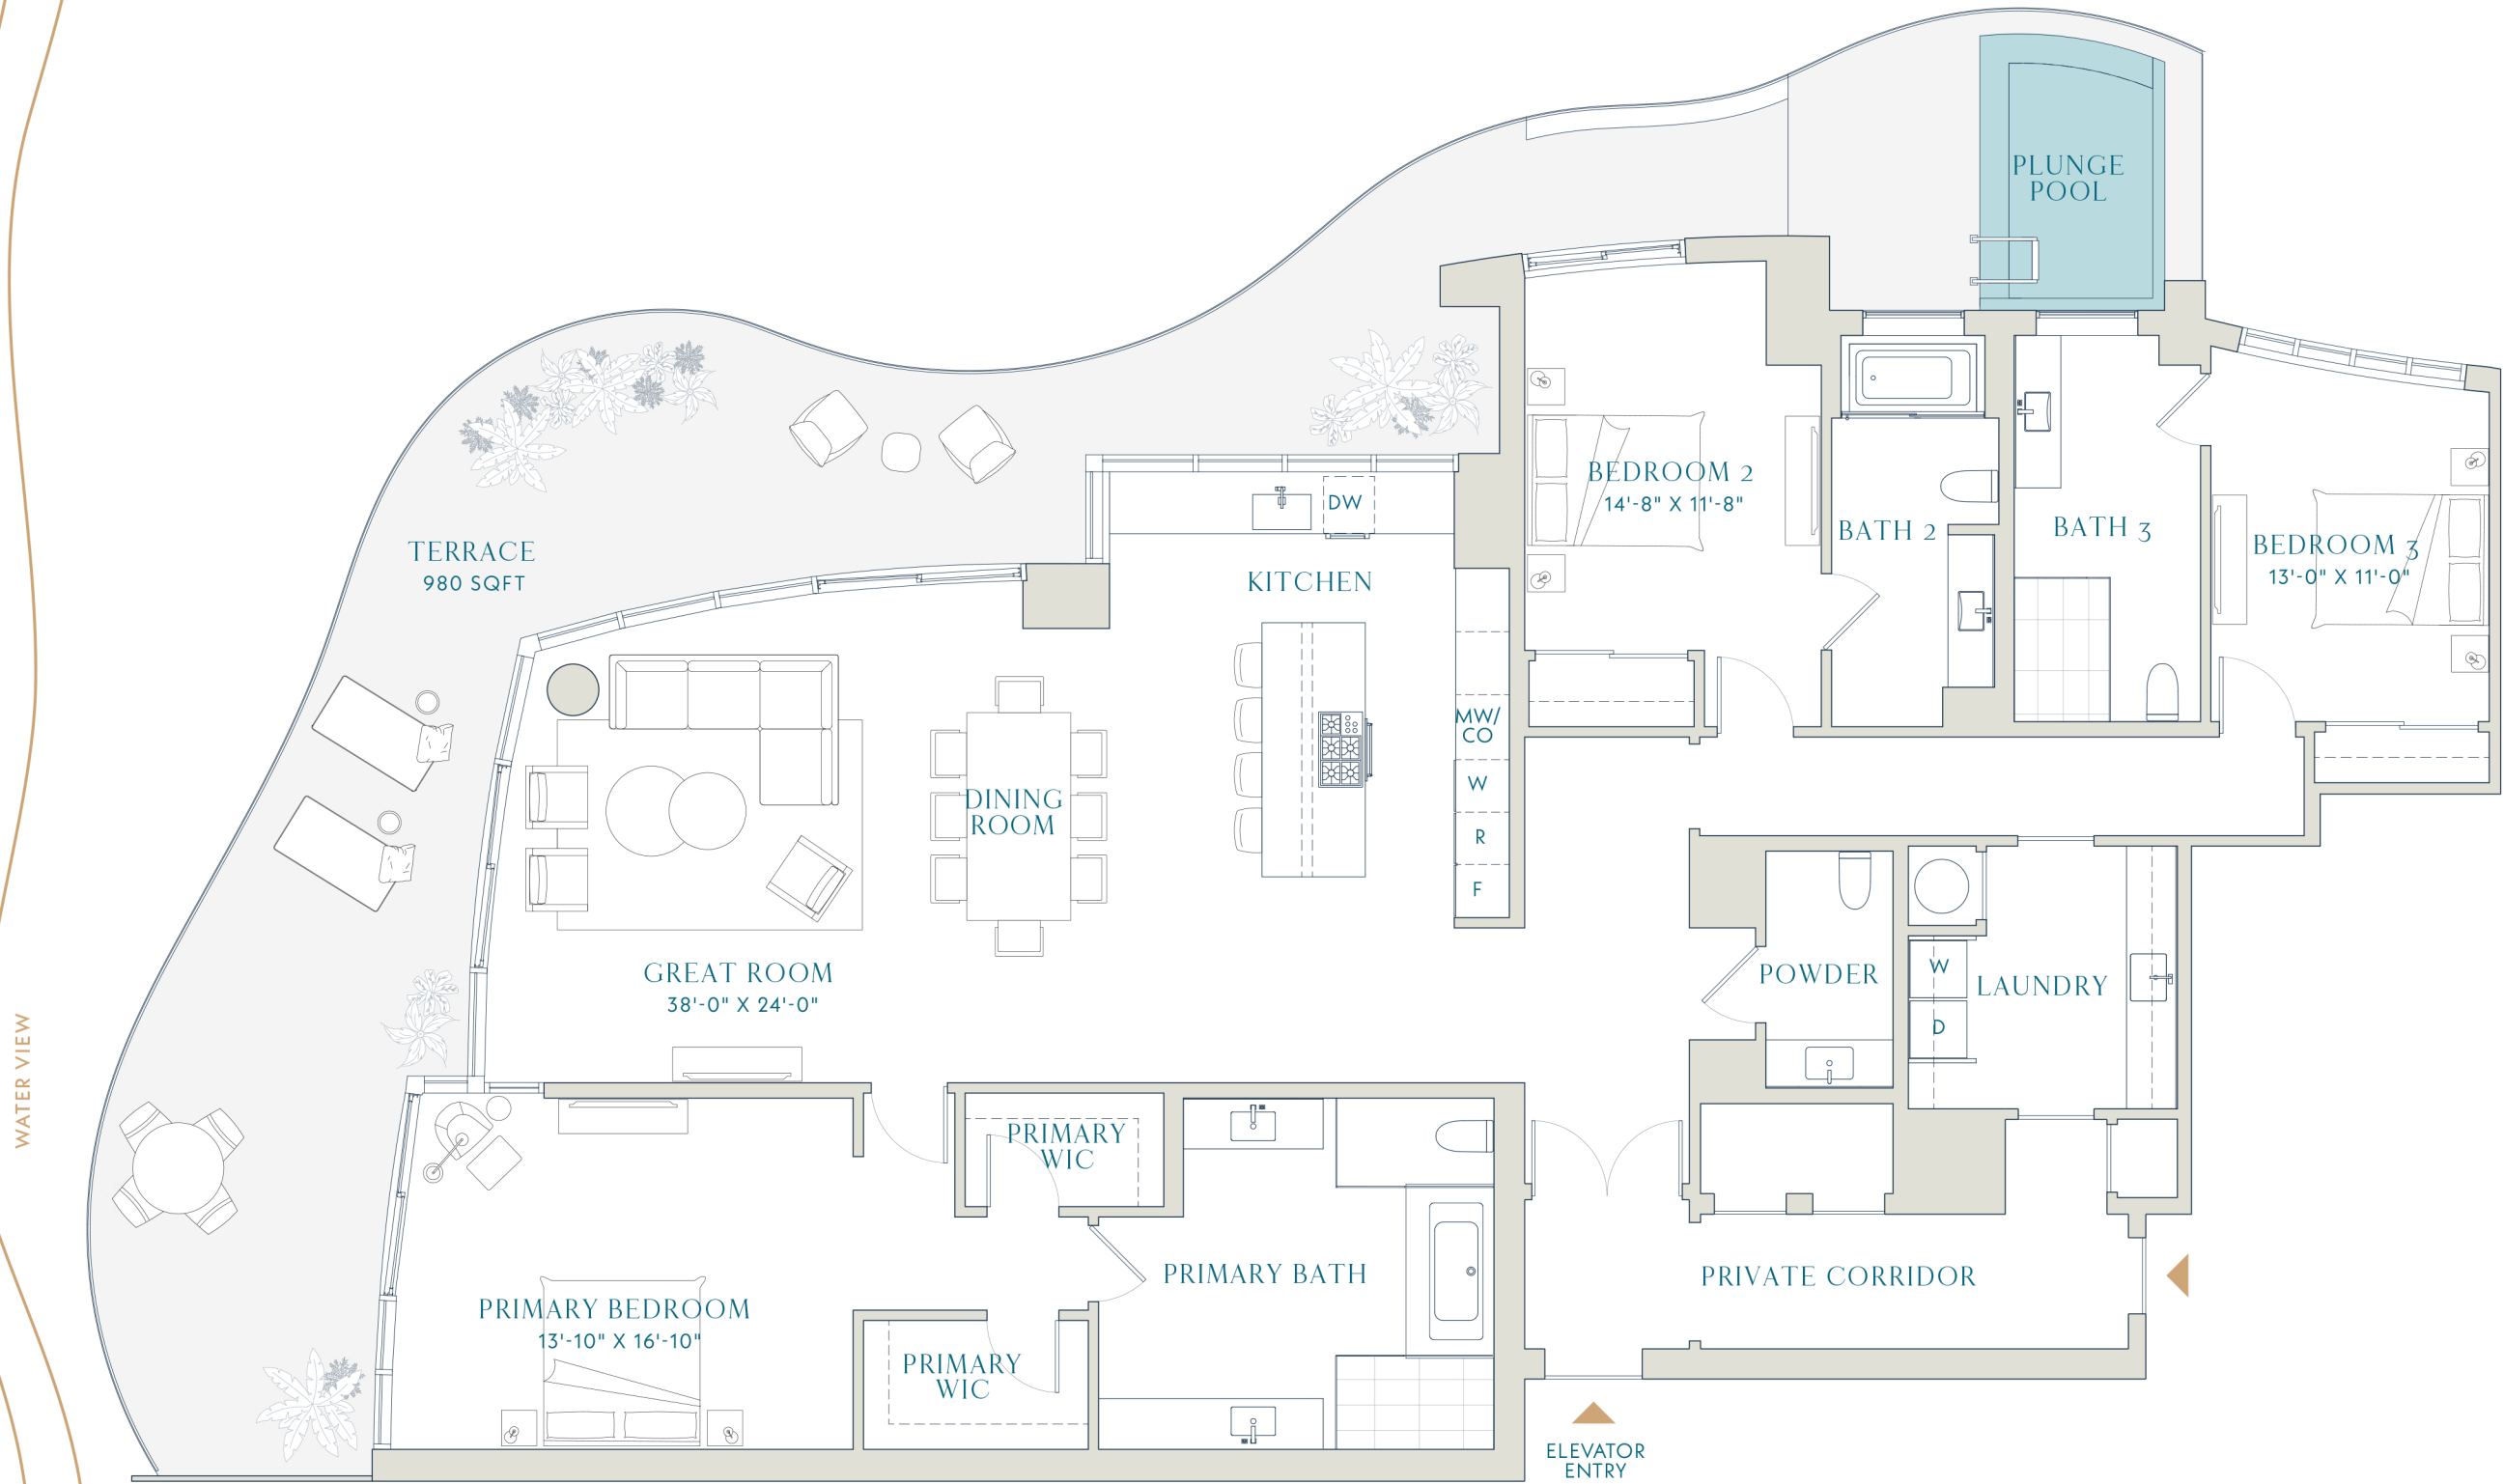 PLUNGE
POOL
BEDROOM 2
14'-8" X 11'-8"
BATH 2
BATH 3
BEDROOM 3
13'-0" X 11'-0"
TERRACE
980 SQFT
DW
KITCHEN
MW/
CO
W
R
F
DINING
ROOM
GREAT ROOM
38'-0" X 24'-0"
POWDER
W
D
LAUNDRY
WATER VIEW
PRIMARY
WIC
PRIMARY BATH
PRIVATE CORRIDOR
PRIMARY BEDROOM
13'-10" X 16'-10"
PRIMARY
WIC
ELEVATOR
ENTRY